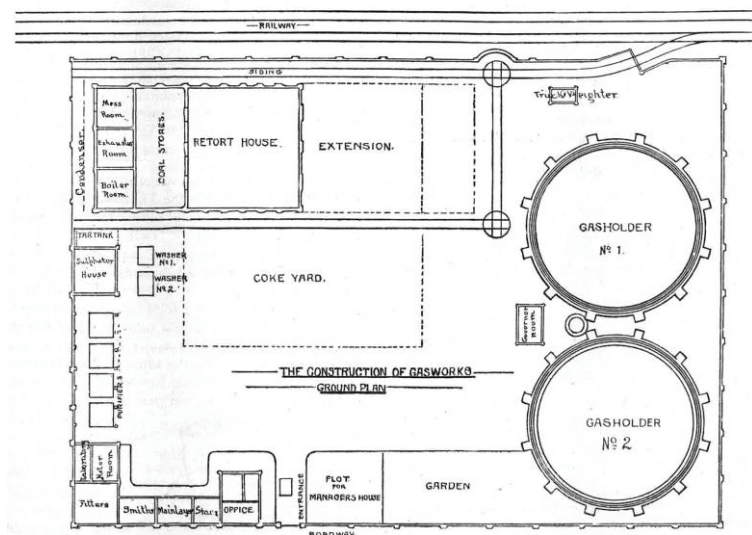 RAILWAY
SIDING
Truck Weighter
Mess
Room
Exhauster
Room
Boiler
Room
Condenser
COAL STORES.
RETORT HOUSE.
EXTENSION.
GASHOLDER
Nº 1.
TAR TANK
Sulphate
House
WASHER
Nº 1.
WASHER
Nº 2.
COKE YARD.
Governor
ROOM
PURIFIERS
THE CONSTRUCTION OF GASWORKS
GROUND PLAN
GASHOLDER
Nº 2
Laboratory
Meter
Room
Fitters
Smiths
Mainlayer
OFFICE
ENTRANCE
PLOT
FOR
MANAGERS HOUSE
GARDEN
ROADWAY